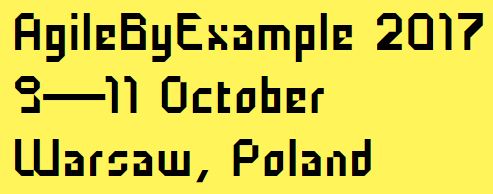 AgileByExample 2017
9—11 October
Warsaw, Poland